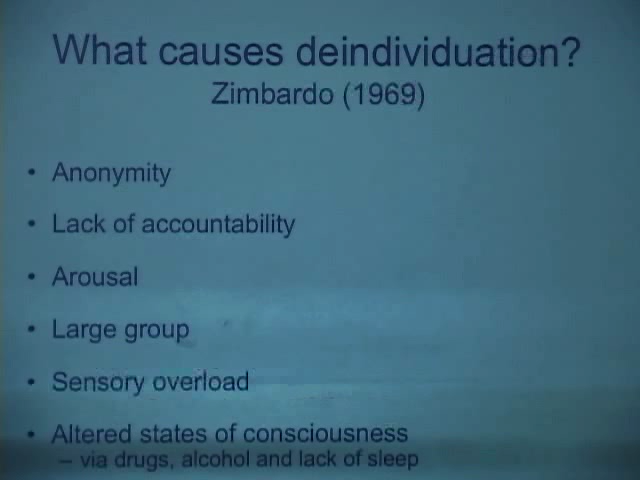 What causes deindividuation?
Zimbardo (1969)
• Anonymity
• Lack of accountability
• Arousal
• Large group
• Sensory overload
• Altered states of consciousness
– via drugs, alcohol and lack of sleep